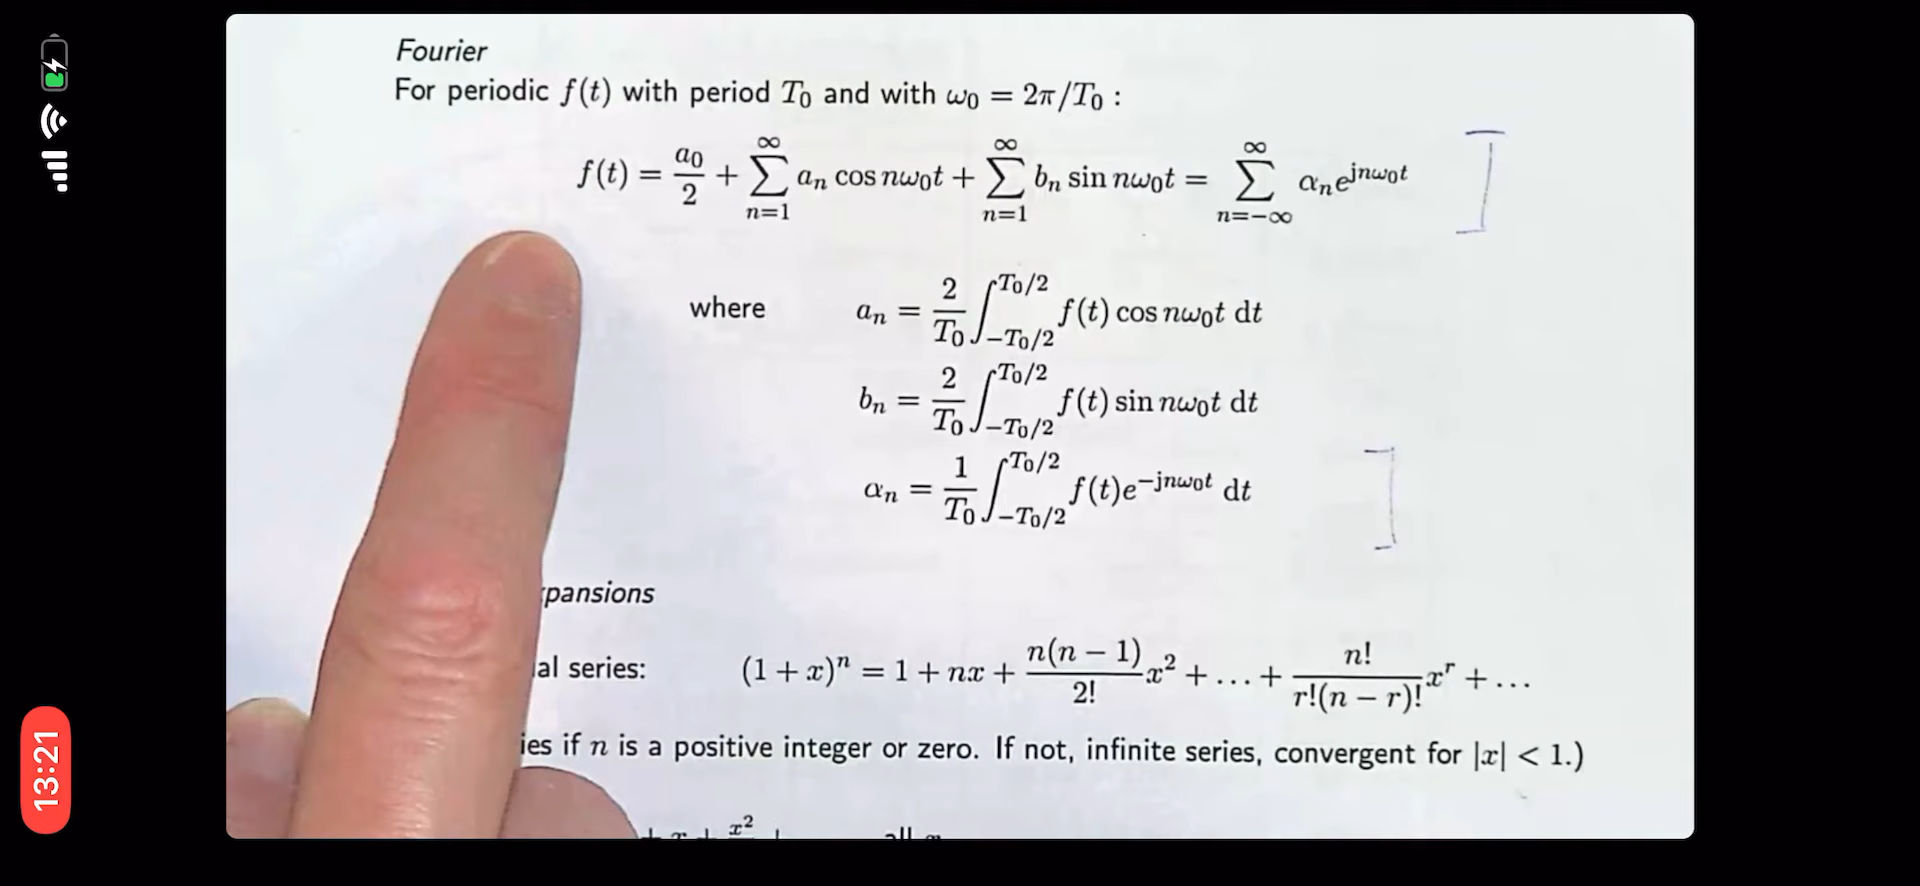 13:21
Fourier
For periodic f(t) with period T₀ and with ω₀ = 2π/T₀ :
f(t) = a₀/2 + ∑_{n=1}^{∞} aₙ cos nω₀t + ∑_{n=1}^{∞} bₙ sin nω₀t = ∑_{n=−∞}^{∞} αₙe^{jnω₀t}
where aₙ = 2/T₀ ∫_{−T₀/2}^{T₀/2} f(t) cos nω₀t dt
bₙ = 2/T₀ ∫_{−T₀/2}^{T₀/2} f(t) sin nω₀t dt
αₙ = 1/T₀ ∫_{−T₀/2}^{T₀/2} f(t)e^{−jnω₀t} dt
pansions
al series: (1 + x)ⁿ = 1 + nx + n(n − 1)/2! x² + … + n!/r!(n − r)! xʳ + …
ies if n is a positive integer or zero. If not, infinite series, convergent for |x| < 1.)